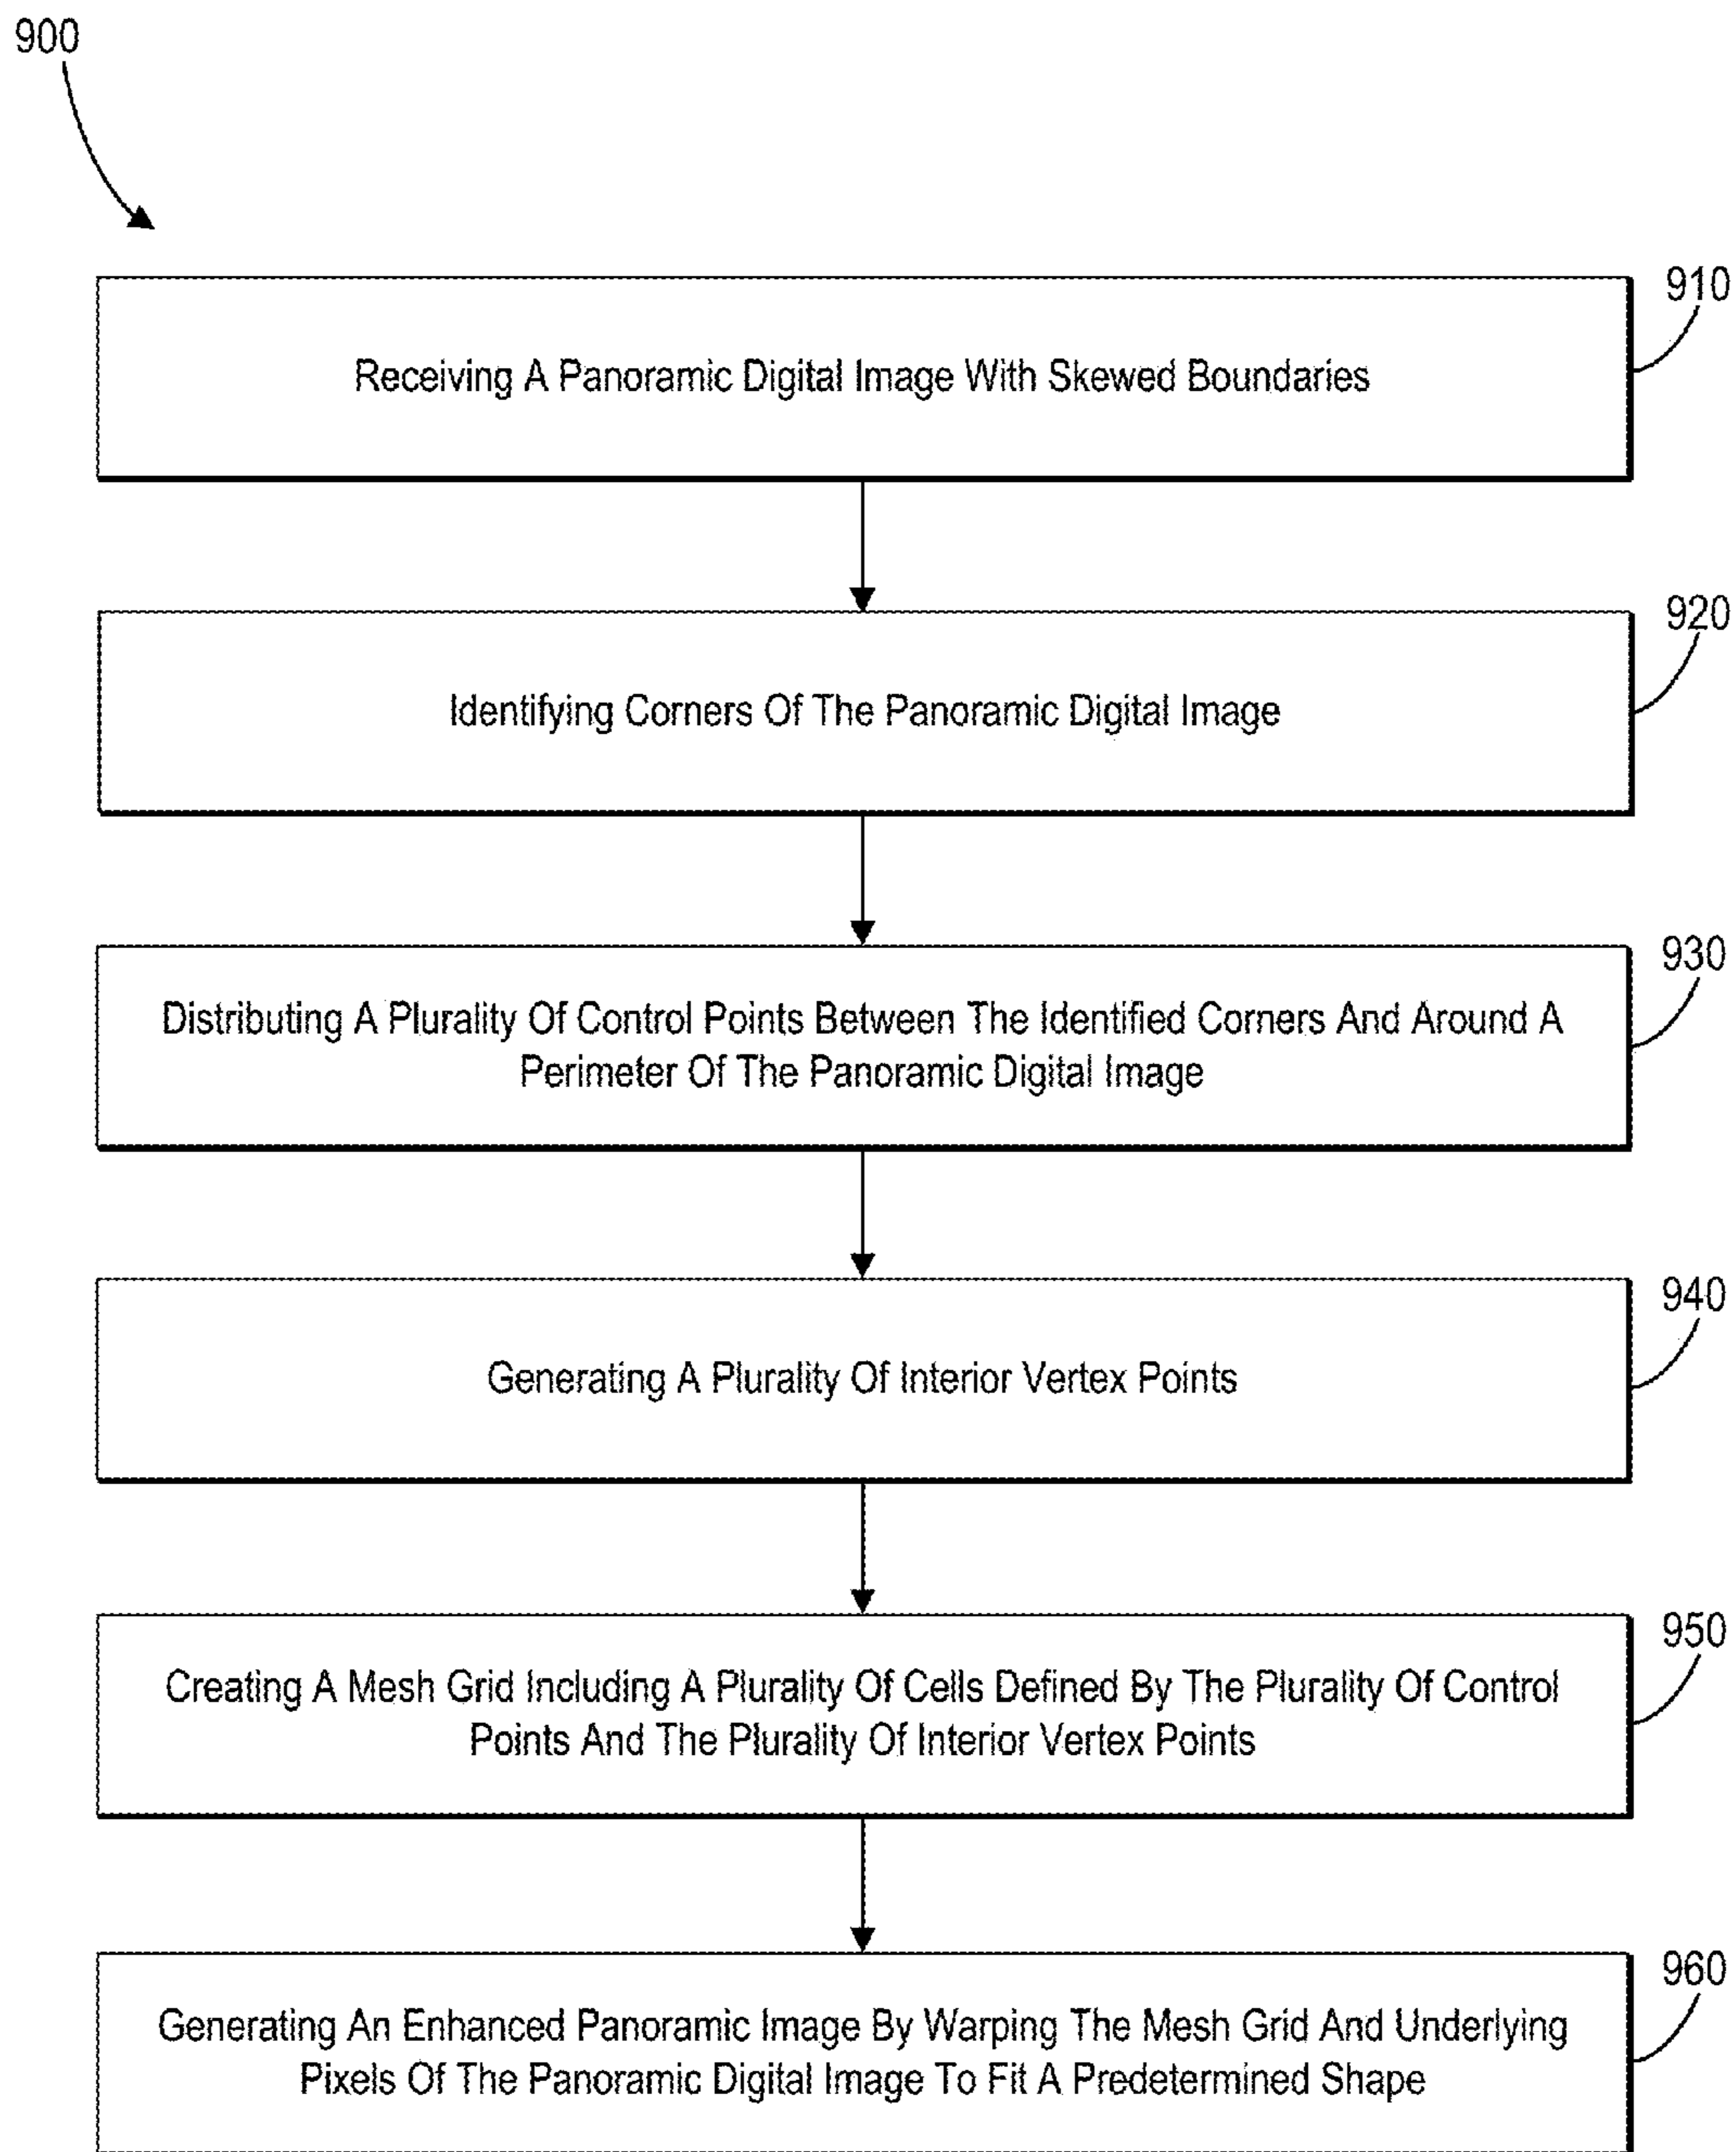 900
910
Receiving A Panoramic Digital Image With Skewed Boundaries
920
Identifying Corners Of The Panoramic Digital Image
930
Distributing A Plurality Of Control Points Between The Identified Corners And Around A
Perimeter Of The Panoramic Digital Image
940
Generating A Plurality Of Interior Vertex Points
950
Creating A Mesh Grid Including A Plurality Of Cells Defined By The Plurality Of Control
Points And The Plurality Of Interior Vertex Points
960
Generating An Enhanced Panoramic Image By Warping The Mesh Grid And Underlying
Pixels Of The Panoramic Digital Image To Fit A Predetermined Shape